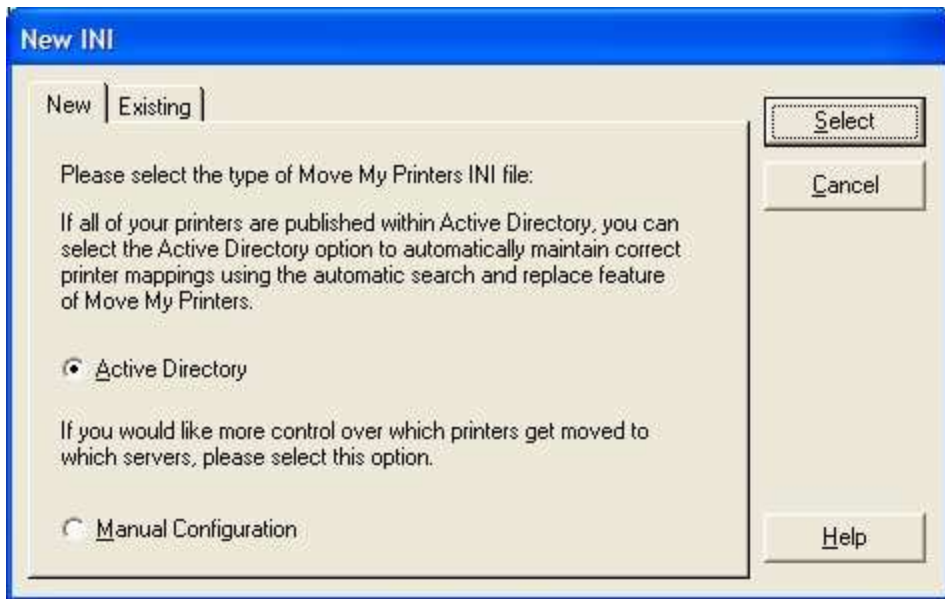 New INI
New
Existing
Please select the type of Move My Printers INI file:
If all of your printers are published within Active Directory, you can
select the Active Directory option to automatically maintain correct
printer mappings using the automatic search and replace feature
of Move My Printers.
Active Directory
If you would like more control over which printers get moved to
which servers, please select this option.
Manual Configuration
Select
Cancel
Help